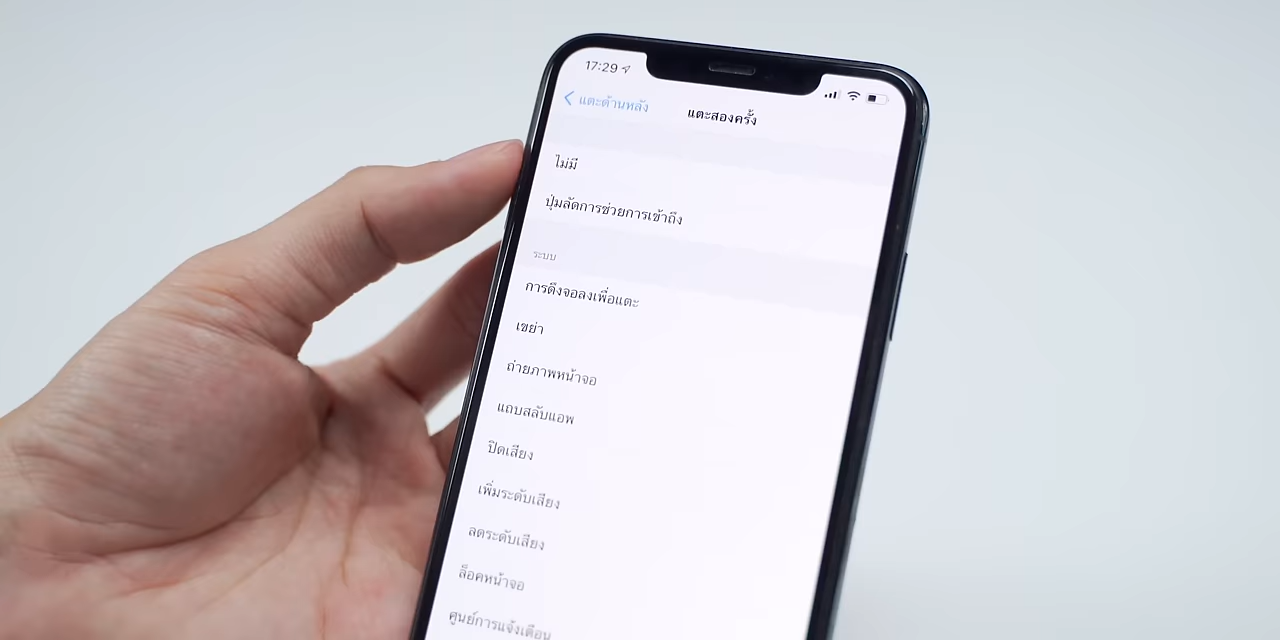 17:29
แตะด้านหลัง
แตะสองครั้ง
ไม่มี
ปุ่มลัดการช่วยการเข้าถึง
ระบบ
การดึงจอลงเพื่อแตะ
เขย่า
ถ่ายภาพหน้าจอ
แถบสลับแอพ
ปิดเสียง
เพิ่มระดับเสียง
ลดระดับเสียง
ล็อคหน้าจอ
ศูนย์การแจ้งเตือน